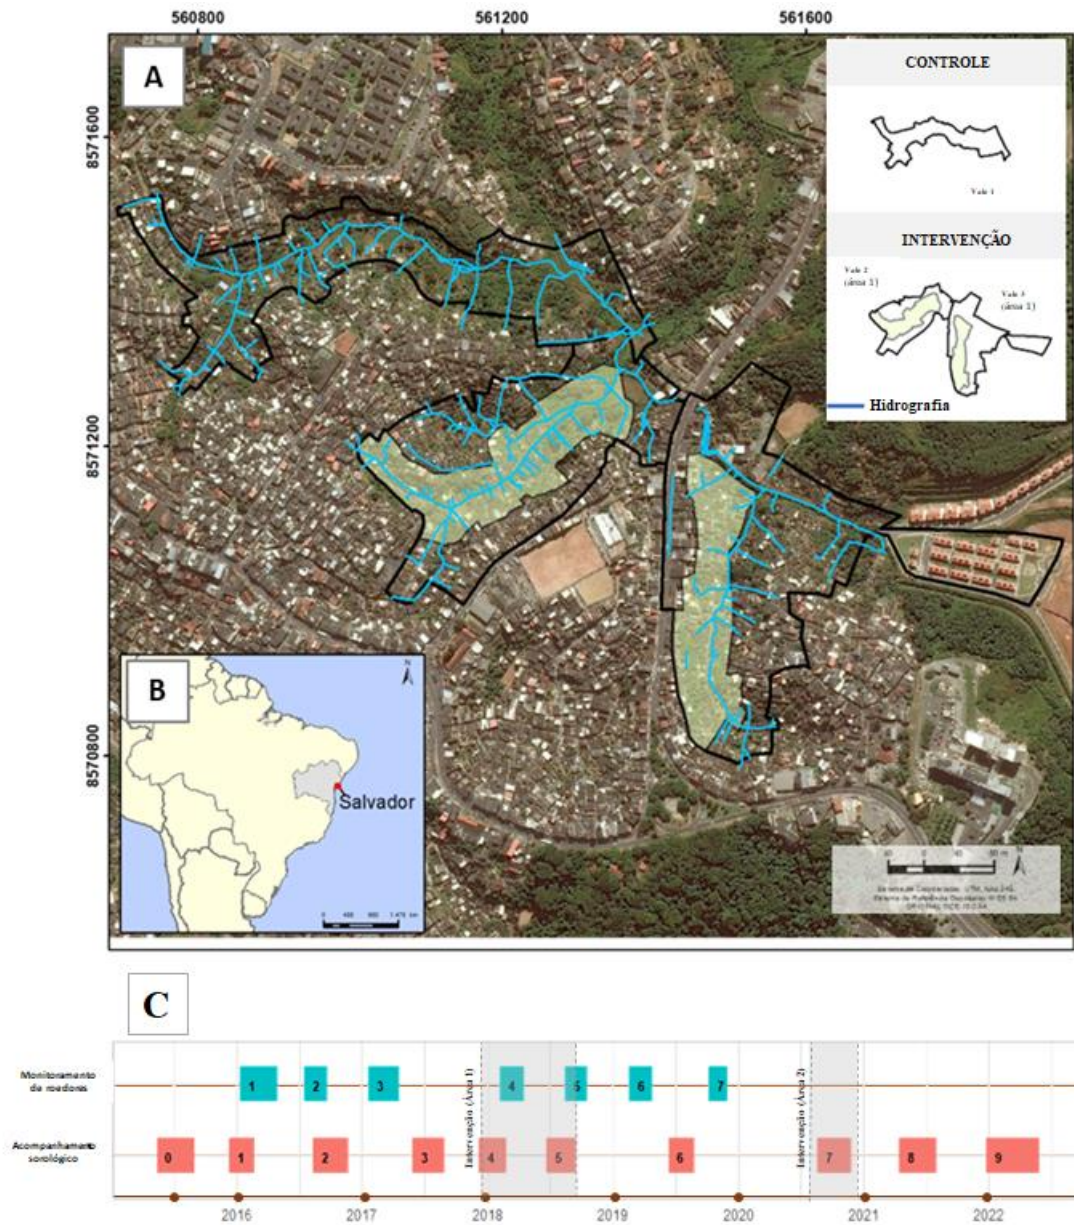 560800
561200
561600
A
8571600
8571200
8570800
CONTROLE
Vale 1
INTERVENÇÃO
Vale 2
(área 1)
Vale 3
(área 1)
Hidrografia
N
B
N
Salvador
C
Monitoramento
de roedores
1
2
3
4
5
6
7
Intervenção (Área 1)
Intervenção (Área 2)
Acompanhamento
sorológico
0
1
2
3
4
5
6
7
8
9
2016
2017
2018
2019
2020
2021
2022